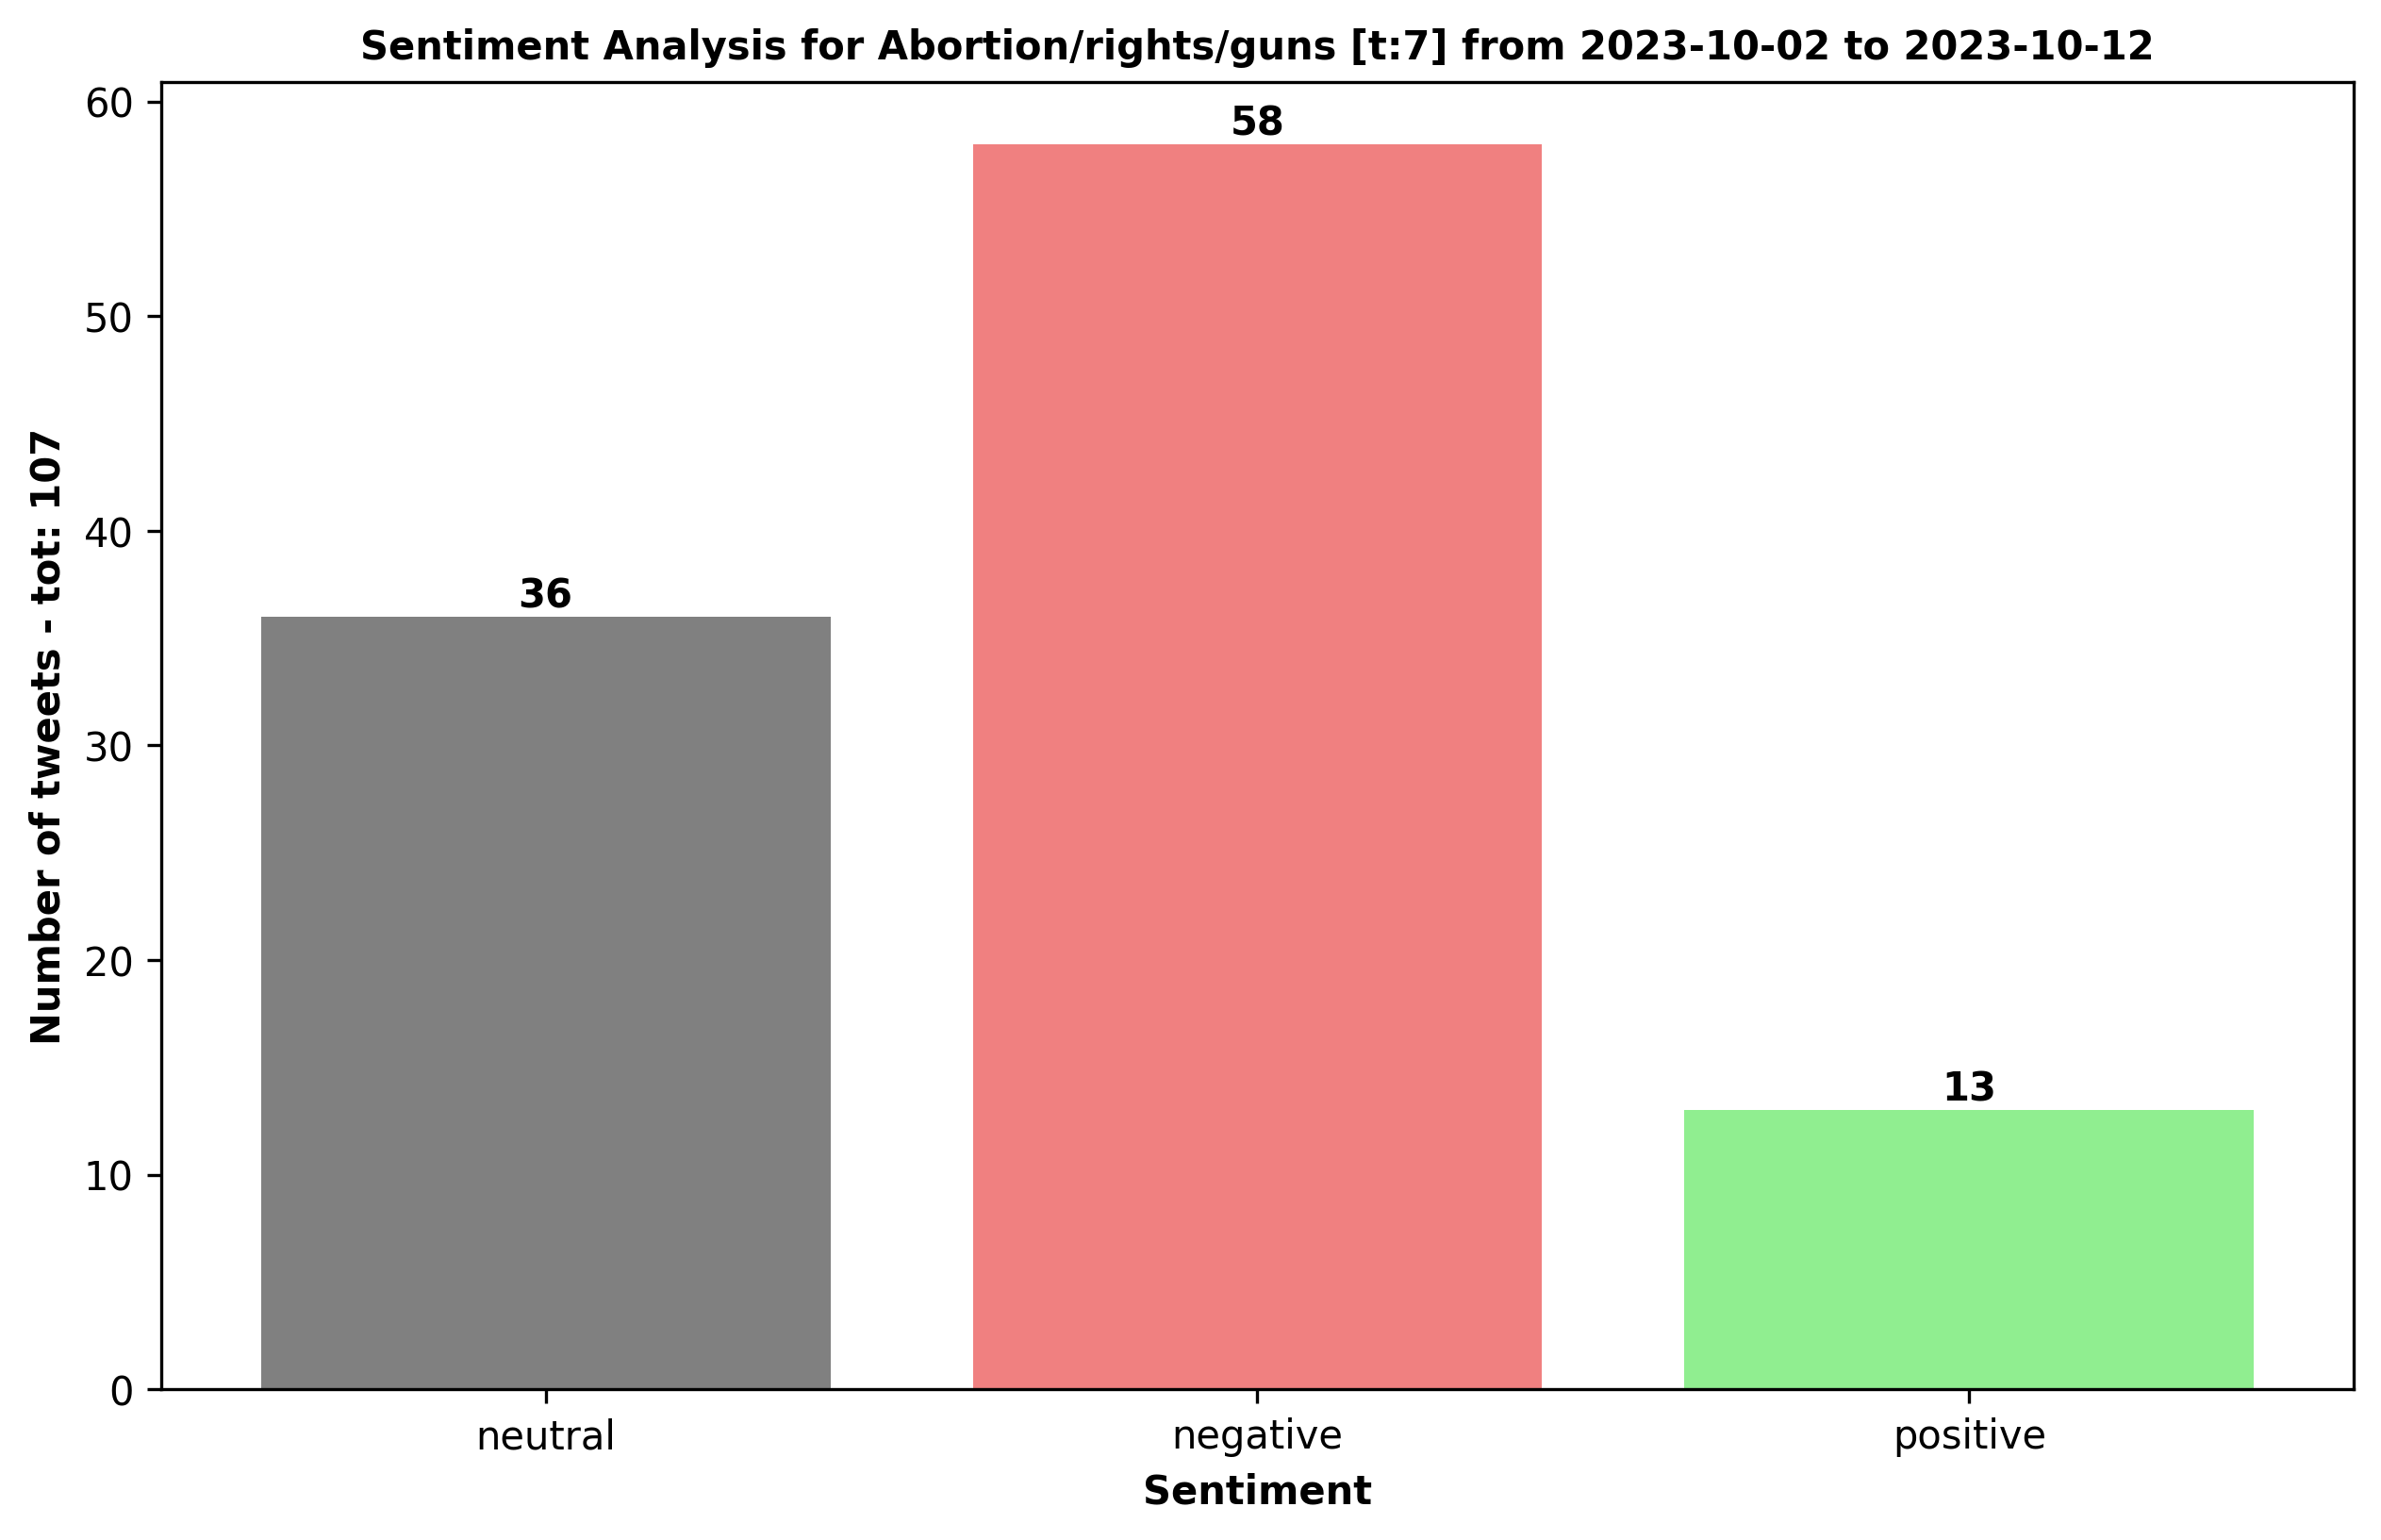 Sentiment Analysis for Abortion/rights/guns [t:7] from 2023-10-02 to 2023-10-12
Number of tweets - tot: 107
60
50
40
30
20
10
0
36
58
13
neutral
negative
positive
Sentiment